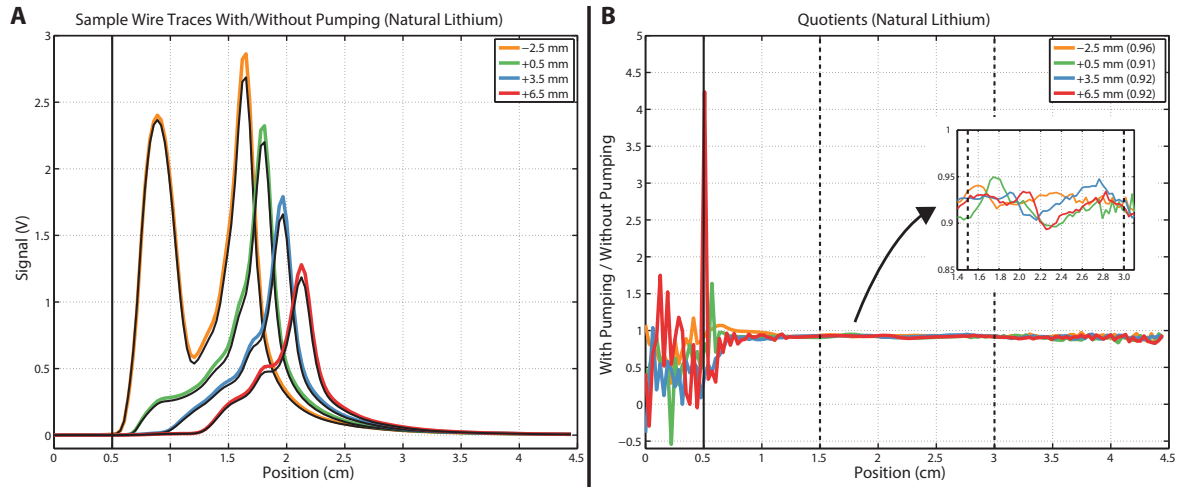 A
Sample Wire Traces With/Without Pumping (Natural Lithium)
−2.5 mm
+0.5 mm
+3.5 mm
+6.5 mm
Signal (V)
3
2.5
2
1.5
1
0.5
0
0 0.5 1 1.5 2 2.5 3 3.5 4 4.5
Position (cm)
B
Quotients (Natural Lithium)
−2.5 mm (0.96)
+0.5 mm (0.91)
+3.5 mm (0.92)
+6.5 mm (0.92)
With Pumping / Without Pumping
5
4.5
4
3.5
3
2.5
2
1.5
1
0.5
0
−0.5
0 0.5 1 1.5 2 2.5 3 3.5 4 4.5
Position (cm)
1
0.95
0.9
0.85
1.4 1.6 1.8 2.0 2.2 2.4 2.6 2.8 3.0